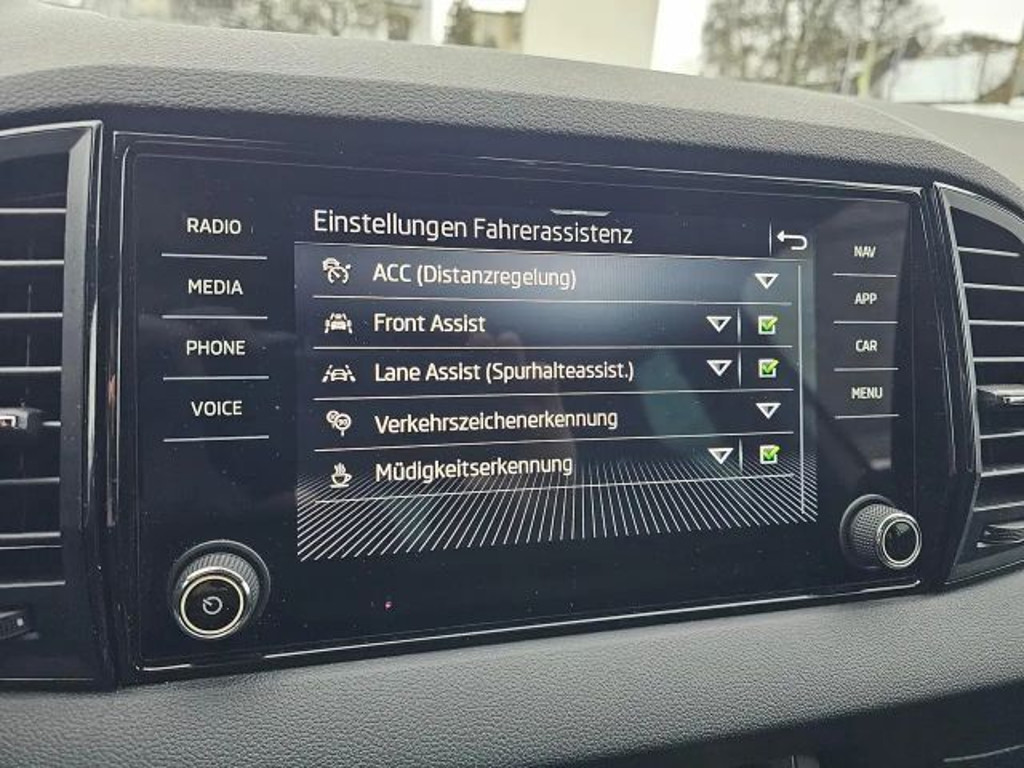 RADIO
MEDIA
PHONE
VOICE
Einstellungen Fahrerassistenz
ACC (Distanzregelung)
Front Assist
Lane Assist (Spurhalteassist.)
Verkehrszeichenerkennung
Müdigkeitserkennung
NAV
APP
CAR
MENU